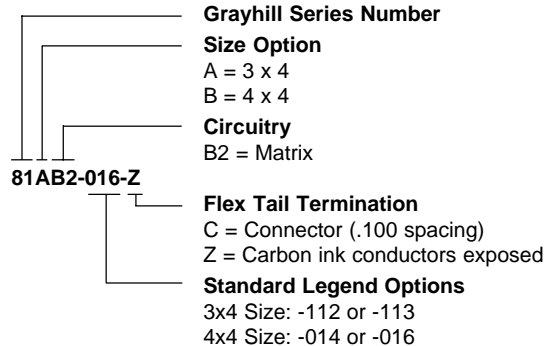 Grayhill Series Number
Size Option
A = 3 x 4
B = 4 x 4
Circuitry
B2 = Matrix
81AB2-016-Z
Flex Tail Termination
C = Connector (.100 spacing)
Z = Carbon ink conductors exposed
Standard Legend Options
3x4 Size: -112 or -113
4x4 Size: -014 or -016